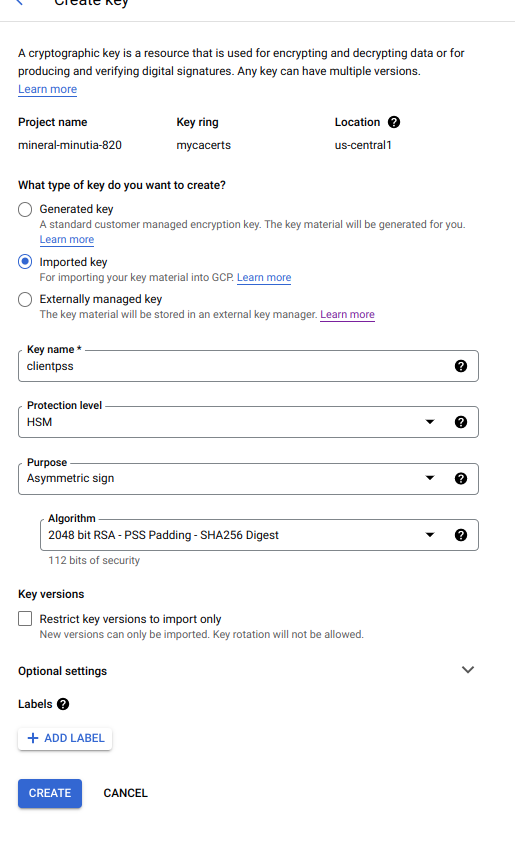 Create key
A cryptographic key is a resource that is used for encrypting and decrypting data or for
producing and verifying digital signatures. Any key can have multiple versions.
Learn more
Project name Key ring Location
mineral-minutia-820 mycacerts us-central1
What type of key do you want to create?
Generated key
A standard customer managed encryption key. The key material will be generated for you.
Learn more
Imported key
For importing your key material into GCP. Learn more
Externally managed key
The key material will be stored in an external key manager. Learn more
Key name *
clientpss
Protection level
HSM
Purpose
Asymmetric sign
Algorithm
2048 bit RSA - PSS Padding - SHA256 Digest
112 bits of security
Key versions
Restrict key versions to import only
New versions can only be imported. Key rotation will not be allowed.
Optional settings
Labels
+ ADD LABEL
CREATE CANCEL